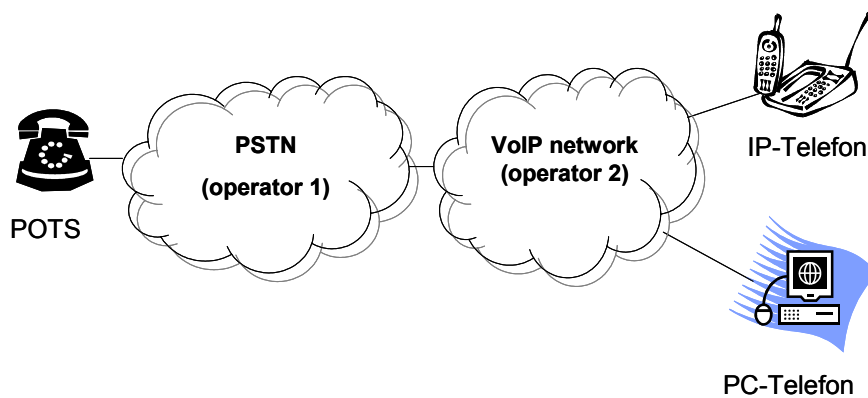 POTS
PSTN
(operator 1)
VoIP network
(operator 2)
IP-Telefon
PC-Telefon